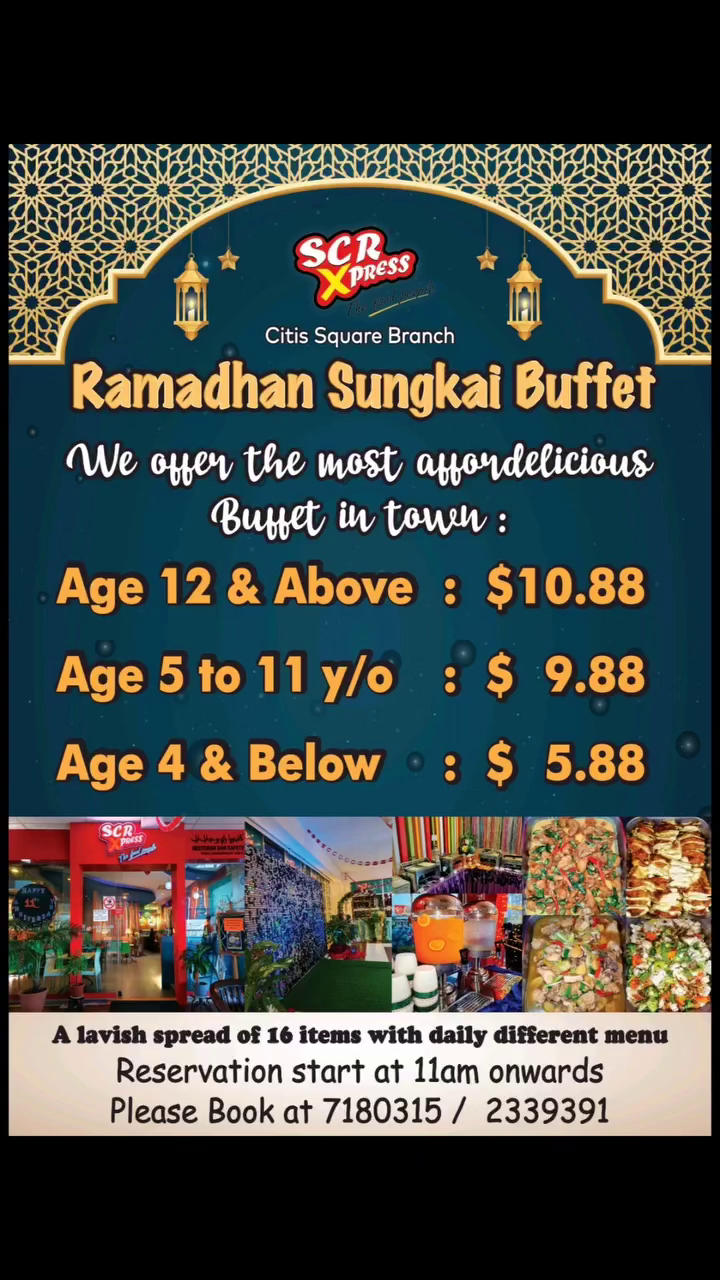 SCR
XPRESS
Citis Square Branch
Ramadhan Sungkai Buffet
We offer the most affordelicious
Buffet in town :
Age 12 & Above : $10.88
Age 5 to 11 y/o : $ 9.88
Age 4 & Below : $ 5.88
SCR
XPRESS
A lavish spread of 16 items with daily different menu
Reservation start at 11am onwards
Please Book at 7180315 / 2339391